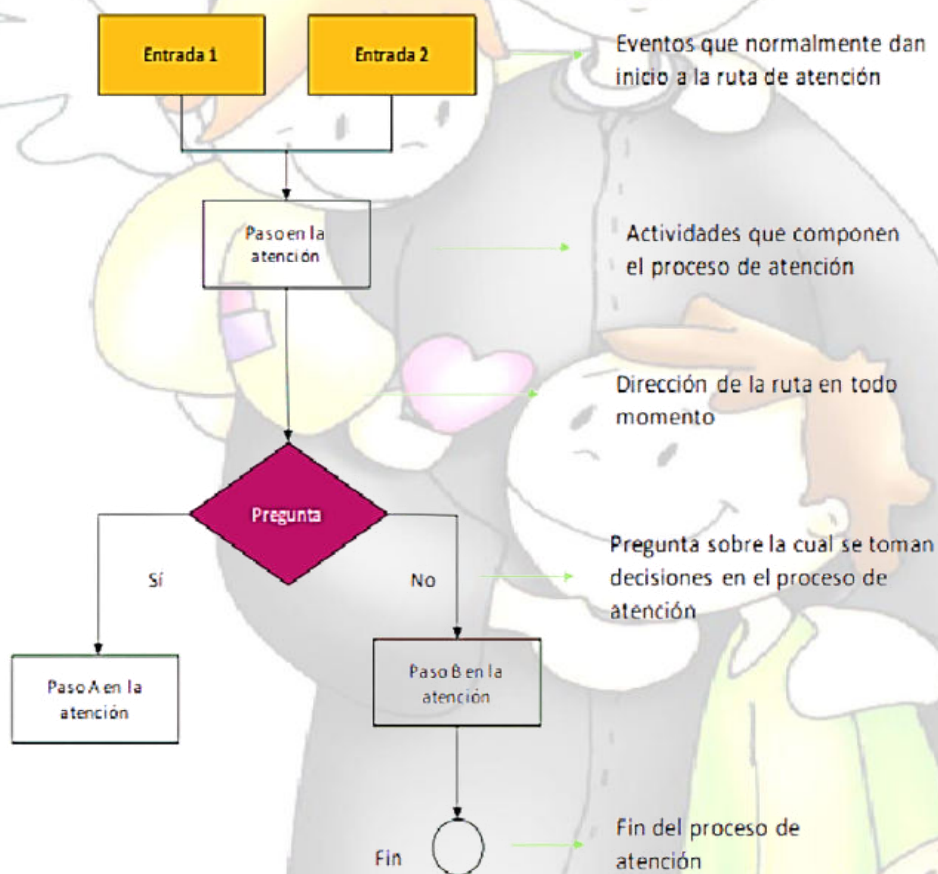 Entrada 1
Entrada 2
Eventos que normalmente dan
inicio a la ruta de atención
Paso en la
atención
Actividades que componen
el proceso de atención
Dirección de la ruta en todo
momento
Pregunta
Pregunta sobre la cual se toman
decisiones en el proceso de
atención
Sí
No
Paso A en la
atención
Paso B en la
atención
Fin
Fin del proceso de
atención